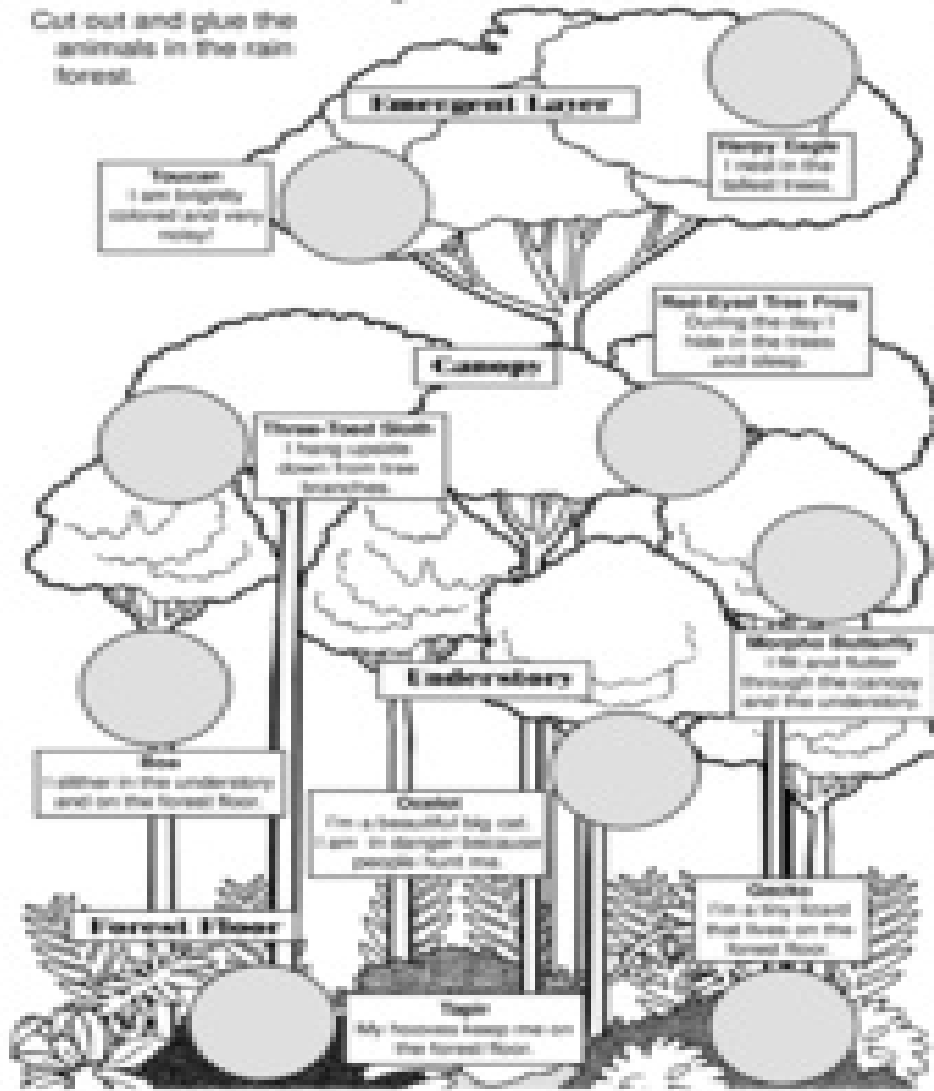 Cut out and glue the
animals in the rain
forest.
Emergent Layer
Harpy Eagle
I nest in the
tallest trees.
Toucan
I am brightly
colored and very
noisy!
Red-Eyed Tree Frog
During the day I
hide in the trees
and sleep.
Canopy
Three-Toed Sloth
I hang upside
down from tree
branches.
Morpho Butterfly
I flit and flutter
through the canopy
and the understory.
Understory
Boa
I slither in the understory
and on the forest floor.
Ocelot
I'm a beautiful big cat.
I am in danger because
people hunt me.
Gecko
I'm a tiny lizard
that lives on the
forest floor.
Forest Floor
Tapir
My hooves keep me on
the forest floor.